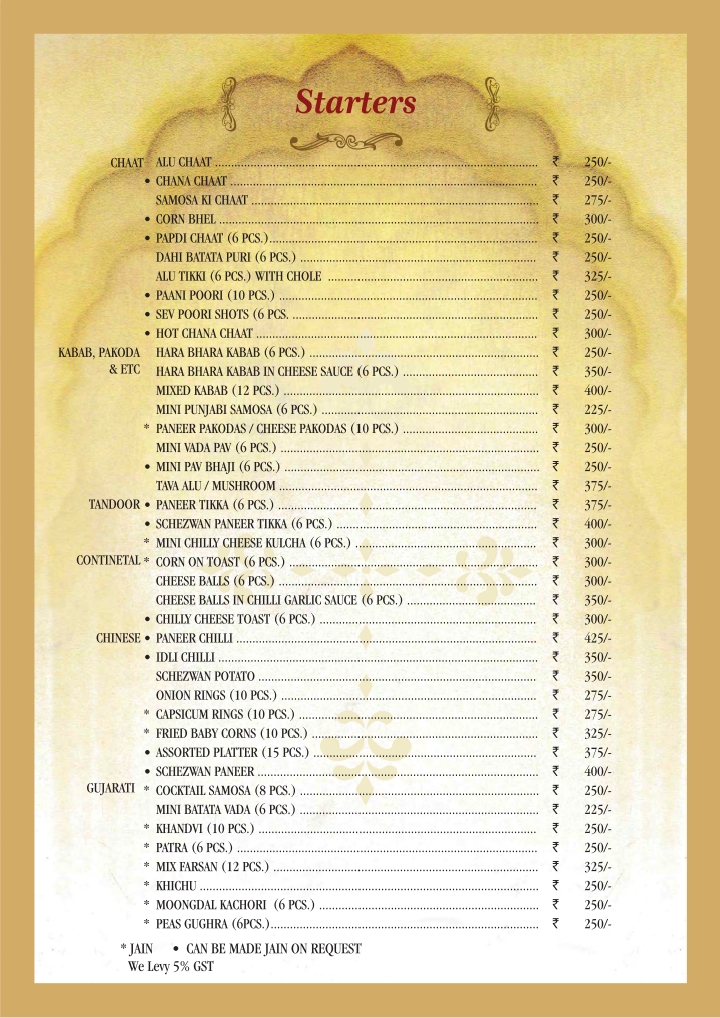 Starters
CHAAT ALU CHAAT ₹ 250/-
• CHANA CHAAT ₹ 250/-
SAMOSA KI CHAAT ₹ 275/-
• CORN BHEL ₹ 300/-
• PAPDI CHAAT (6 PCS.) ₹ 250/-
DAHI BATATA PURI (6 PCS.) ₹ 250/-
ALU TIKKI (6 PCS.) WITH CHOLE ₹ 325/-
• PAANI POORI (10 PCS.) ₹ 250/-
• SEV POORI SHOTS (6 PCS. ₹ 250/-
• HOT CHANA CHAAT ₹ 300/-
KABAB, PAKODA HARA BHARA KABAB (6 PCS.) ₹ 250/-
& ETC HARA BHARA KABAB IN CHEESE SAUCE (6 PCS.) ₹ 350/-
MIXED KABAB (12 PCS.) ₹ 400/-
MINI PUNJABI SAMOSA (6 PCS.) ₹ 225/-
* PANEER PAKODAS / CHEESE PAKODAS (10 PCS.) ₹ 300/-
MINI VADA PAV (6 PCS.) ₹ 250/-
• MINI PAV BHAJI (6 PCS.) ₹ 250/-
TAVA ALU / MUSHROOM ₹ 375/-
TANDOOR • PANEER TIKKA (6 PCS.) ₹ 375/-
• SCHEZWAN PANEER TIKKA (6 PCS.) ₹ 400/-
* MINI CHILLY CHEESE KULCHA (6 PCS.) ₹ 300/-
CONTINETAL * CORN ON TOAST (6 PCS.) ₹ 300/-
CHEESE BALLS (6 PCS.) ₹ 300/-
CHEESE BALLS IN CHILLI GARLIC SAUCE (6 PCS.) ₹ 350/-
• CHILLY CHEESE TOAST (6 PCS.) ₹ 300/-
CHINESE • PANEER CHILLI ₹ 425/-
• IDLI CHILLI ₹ 350/-
SCHEZWAN POTATO ₹ 350/-
ONION RINGS (10 PCS.) ₹ 275/-
* CAPSICUM RINGS (10 PCS.) ₹ 275/-
* FRIED BABY CORNS (10 PCS.) ₹ 325/-
• ASSORTED PLATTER (15 PCS.) ₹ 375/-
• SCHEZWAN PANEER ₹ 400/-
GUJARATI * COCKTAIL SAMOSA (8 PCS.) ₹ 250/-
MINI BATATA VADA (6 PCS.) ₹ 225/-
* KHANDVI (10 PCS.) ₹ 250/-
* PATRA (6 PCS.) ₹ 250/-
* MIX FARSAN (12 PCS.) ₹ 325/-
* KHICHU ₹ 250/-
* MOONGDAL KACHORI (6 PCS.) ₹ 250/-
* PEAS GUGHRA (6PCS.) ₹ 250/-
* JAIN • CAN BE MADE JAIN ON REQUEST
We Levy 5% GST